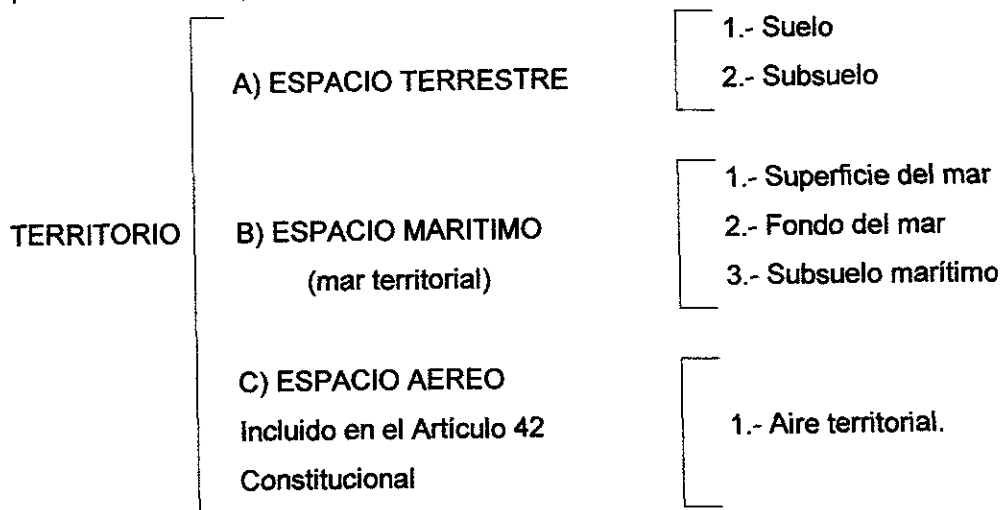 TERRITORIO
A) ESPACIO TERRESTRE
1.- Suelo
2.- Subsuelo
B) ESPACIO MARITIMO
(mar territorial)
1.- Superficie del mar
2.- Fondo del mar
3.- Subsuelo marítimo
C) ESPACIO AEREO
Incluido en el Artículo 42
Constitucional
1.- Aire territorial.